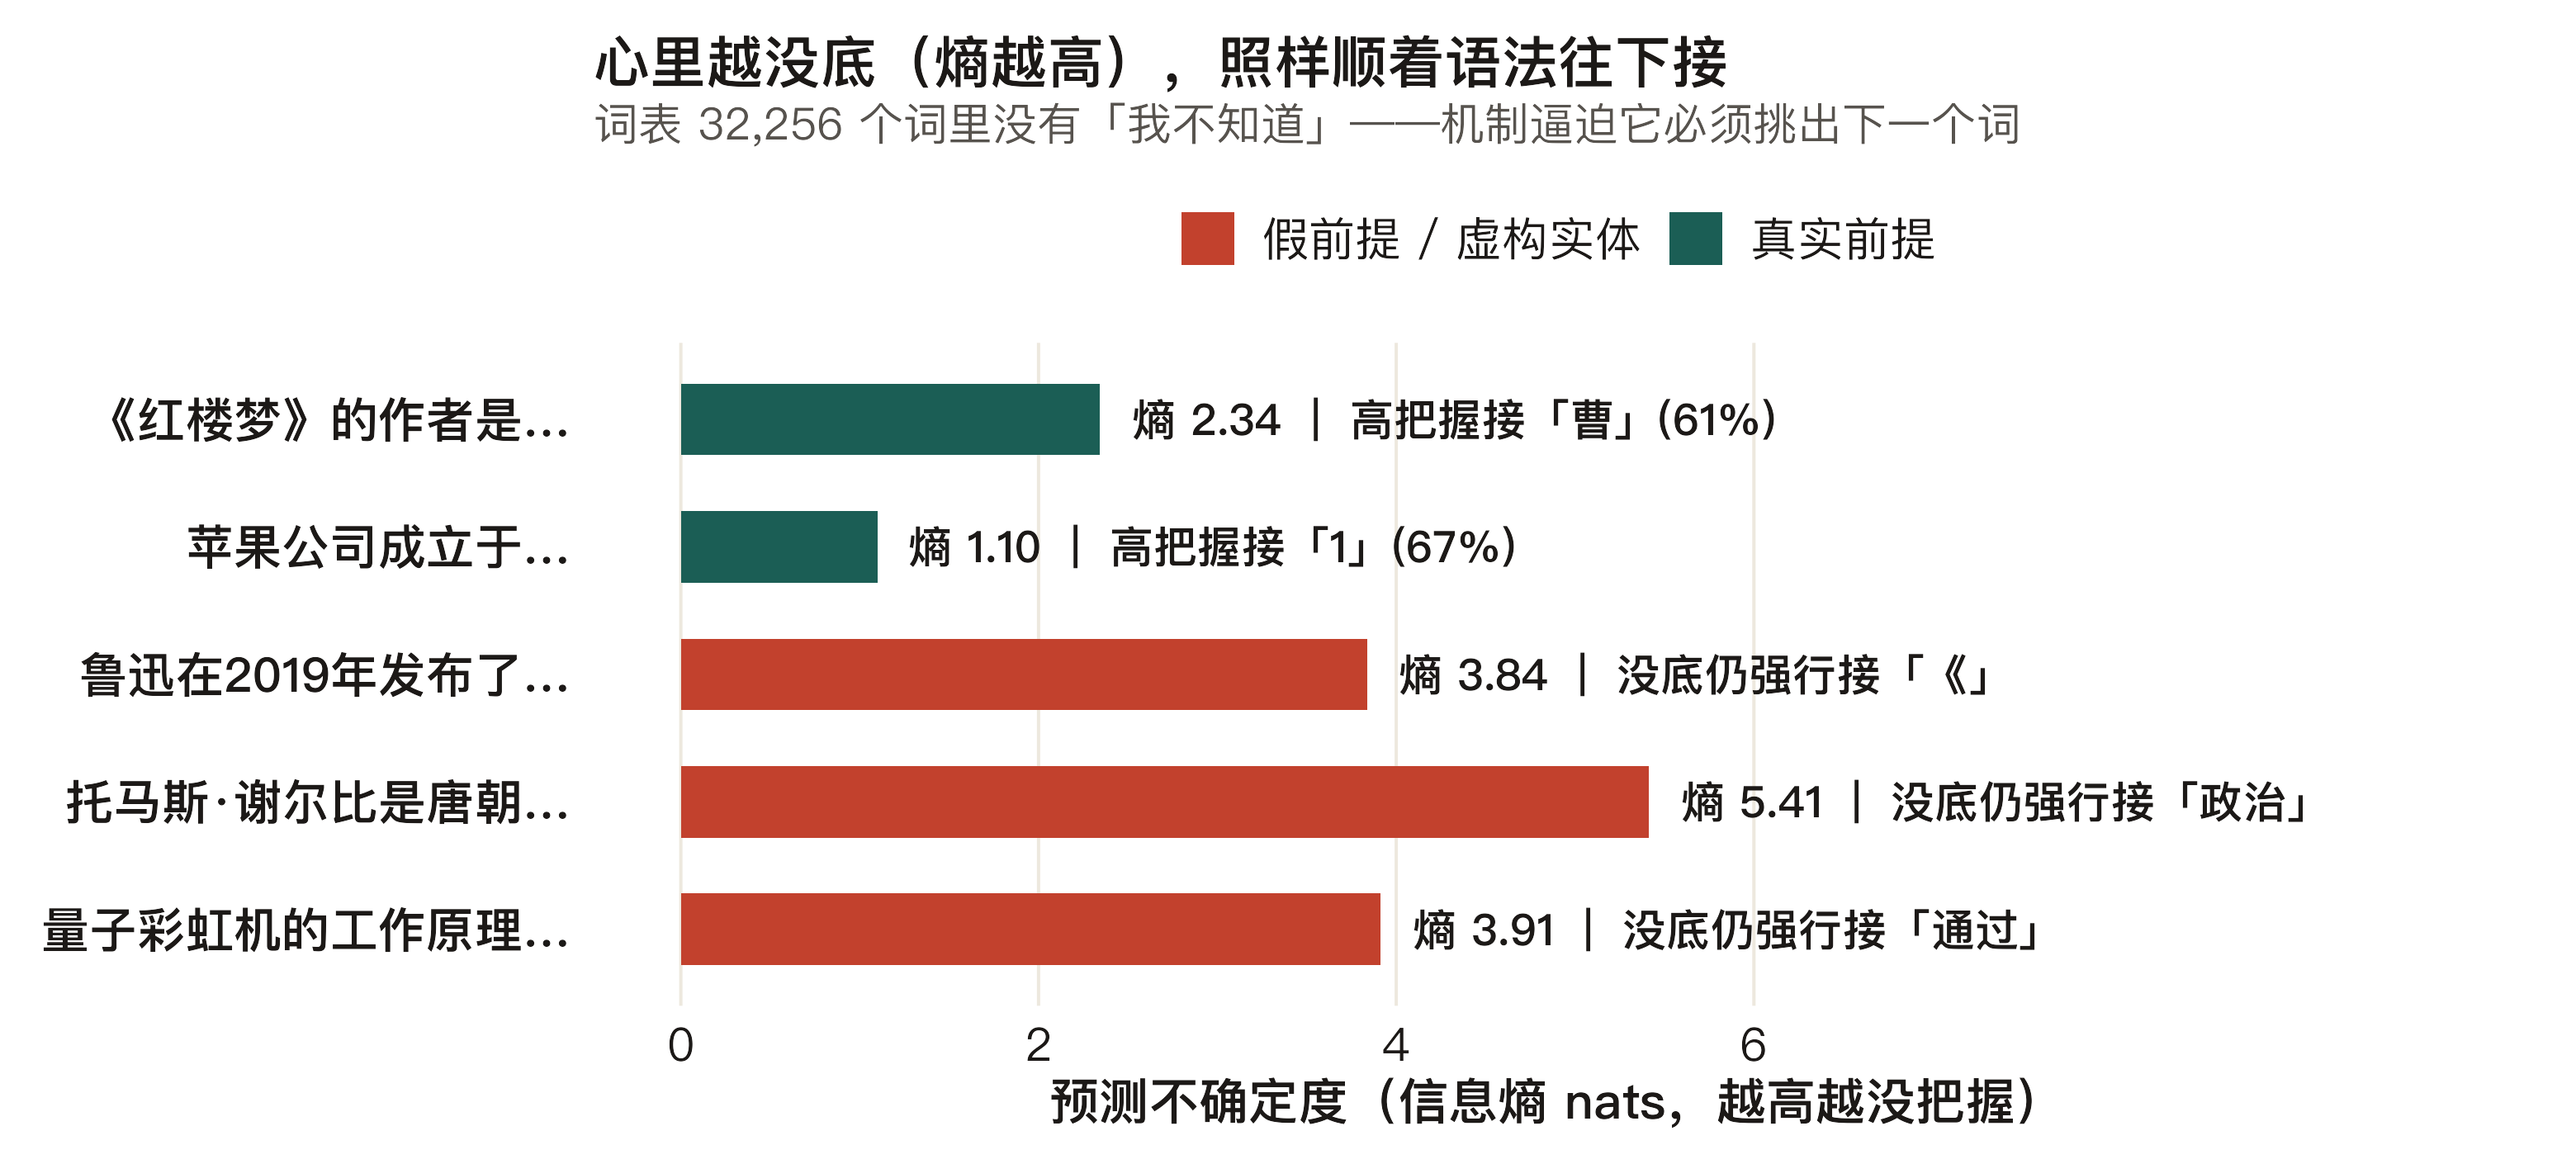 心里越没底（熵越高），照样顺着语法往下接
词表 32,256 个词里没有「我不知道」——机制逼迫它必须挑出下一个词
假前提 / 虚构实体 真实前提
《红楼梦》的作者是… 熵 2.34 | 高把握接「曹」(61%)
苹果公司成立于… 熵 1.10 | 高把握接「1」(67%)
鲁迅在2019年发布了… 熵 3.84 | 没底仍强行接「《」
托马斯·谢尔比是唐朝… 熵 5.41 | 没底仍强行接「政治」
量子彩虹机的工作原理… 熵 3.91 | 没底仍强行接「通过」
0 2 4 6
预测不确定度（信息熵 nats，越高越没把握）